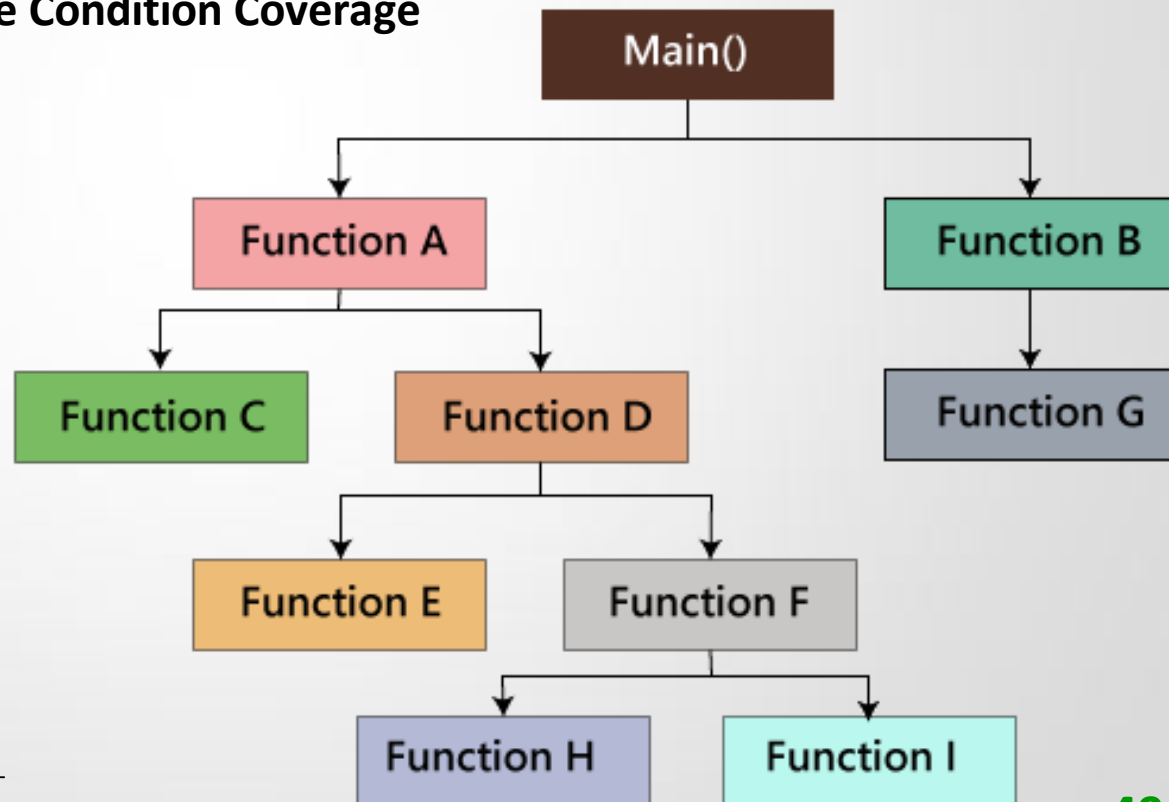 e Condition Coverage
Main()
Function A
Function B
Function C
Function D
Function G
Function E
Function F
Function H
Function I